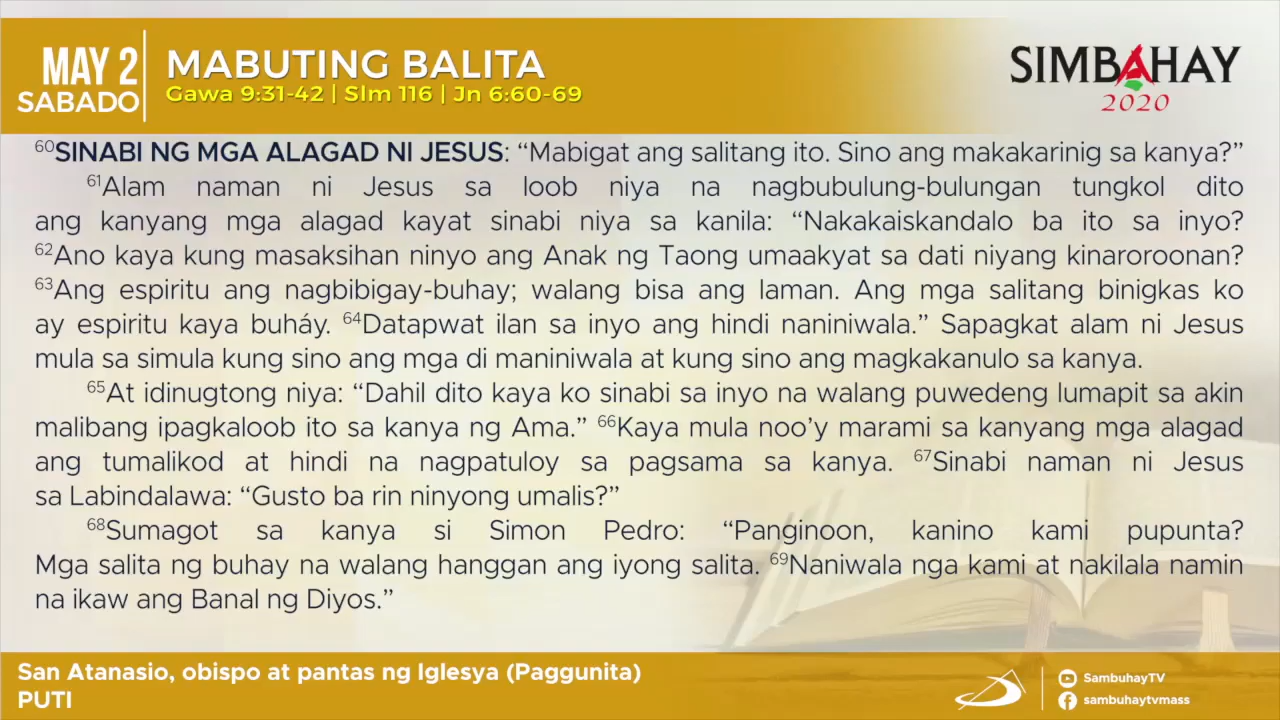 MAY 2
SABADO
MABUTING BALITA
Gawa 9:31-42 | Slm 116 | Jn 6:60-69
SIMBAHAY
2020
60SINABI NG MGA ALAGAD NI JESUS: “Mabigat ang salitang ito. Sino ang makakarinig sa kanya?”
61Alam naman ni Jesus sa loob niya na nagbubulung-bulungan tungkol dito
ang kanyang mga alagad kayat sinabi niya sa kanila: “Nakakaiskandalo ba ito sa inyo?
62Ano kaya kung masaksihan ninyo ang Anak ng Taong umaakyat sa dati niyang kinaroroonan?
63Ang espiritu ang nagbibigay-buhay; walang bisa ang laman. Ang mga salitang binigkas ko
ay espiritu kaya buháy. 64Datapwat ilan sa inyo ang hindi naniniwala.” Sapagkat alam ni Jesus
mula sa simula kung sino ang mga di maniniwala at kung sino ang magkakanulo sa kanya.
65At idinugtong niya: “Dahil dito kaya ko sinabi sa inyo na walang puwedeng lumapit sa akin
malibang ipagkaloob ito sa kanya ng Ama.” 66Kaya mula noo’y marami sa kanyang mga alagad
ang tumalikod at hindi na nagpatuloy sa pagsama sa kanya. 67Sinabi naman ni Jesus
sa Labindalawa: “Gusto ba rin ninyong umalis?”
68Sumagot sa kanya si Simon Pedro: “Panginoon, kanino kami pupunta?
Mga salita ng buhay na walang hanggan ang iyong salita. 69Naniwala nga kami at nakilala namin
na ikaw ang Banal ng Diyos.”
San Atanasio, obispo at pantas ng Iglesya (Paggunita)
PUTI
SambuhayTV
sambuhaytvmass